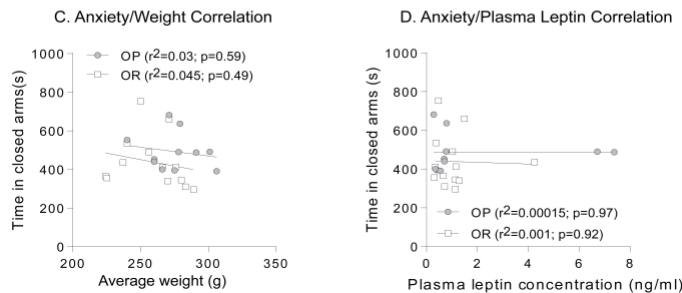 C. Anxiety/Weight Correlation
1000
800
600
400
200
0
200
250
300
350
Time in closed arms(s)
Average weight (g)
OP (r2=0.03; p=0.59)
OR (r2=0.045; p=0.49)
D. Anxiety/Plasma Leptin Correlation
1000
800
600
400
200
0
0
2
4
6
8
Time in closed arms (s)
Plasma leptin concentration (ng/ml)
OP (r2=0.00015; p=0.97)
OR (r2=0.001; p=0.92)